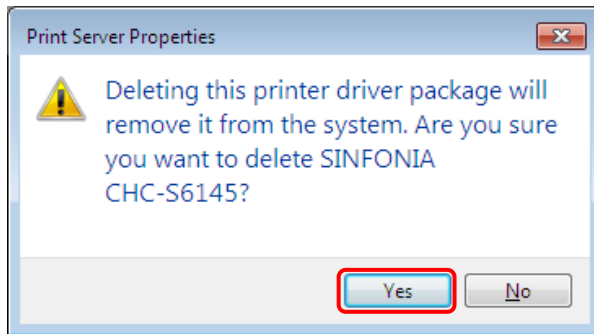 Print Server Properties
Deleting this printer driver package will
remove it from the system. Are you sure
you want to delete SINFONIA
CHC-S6145?
Yes
No